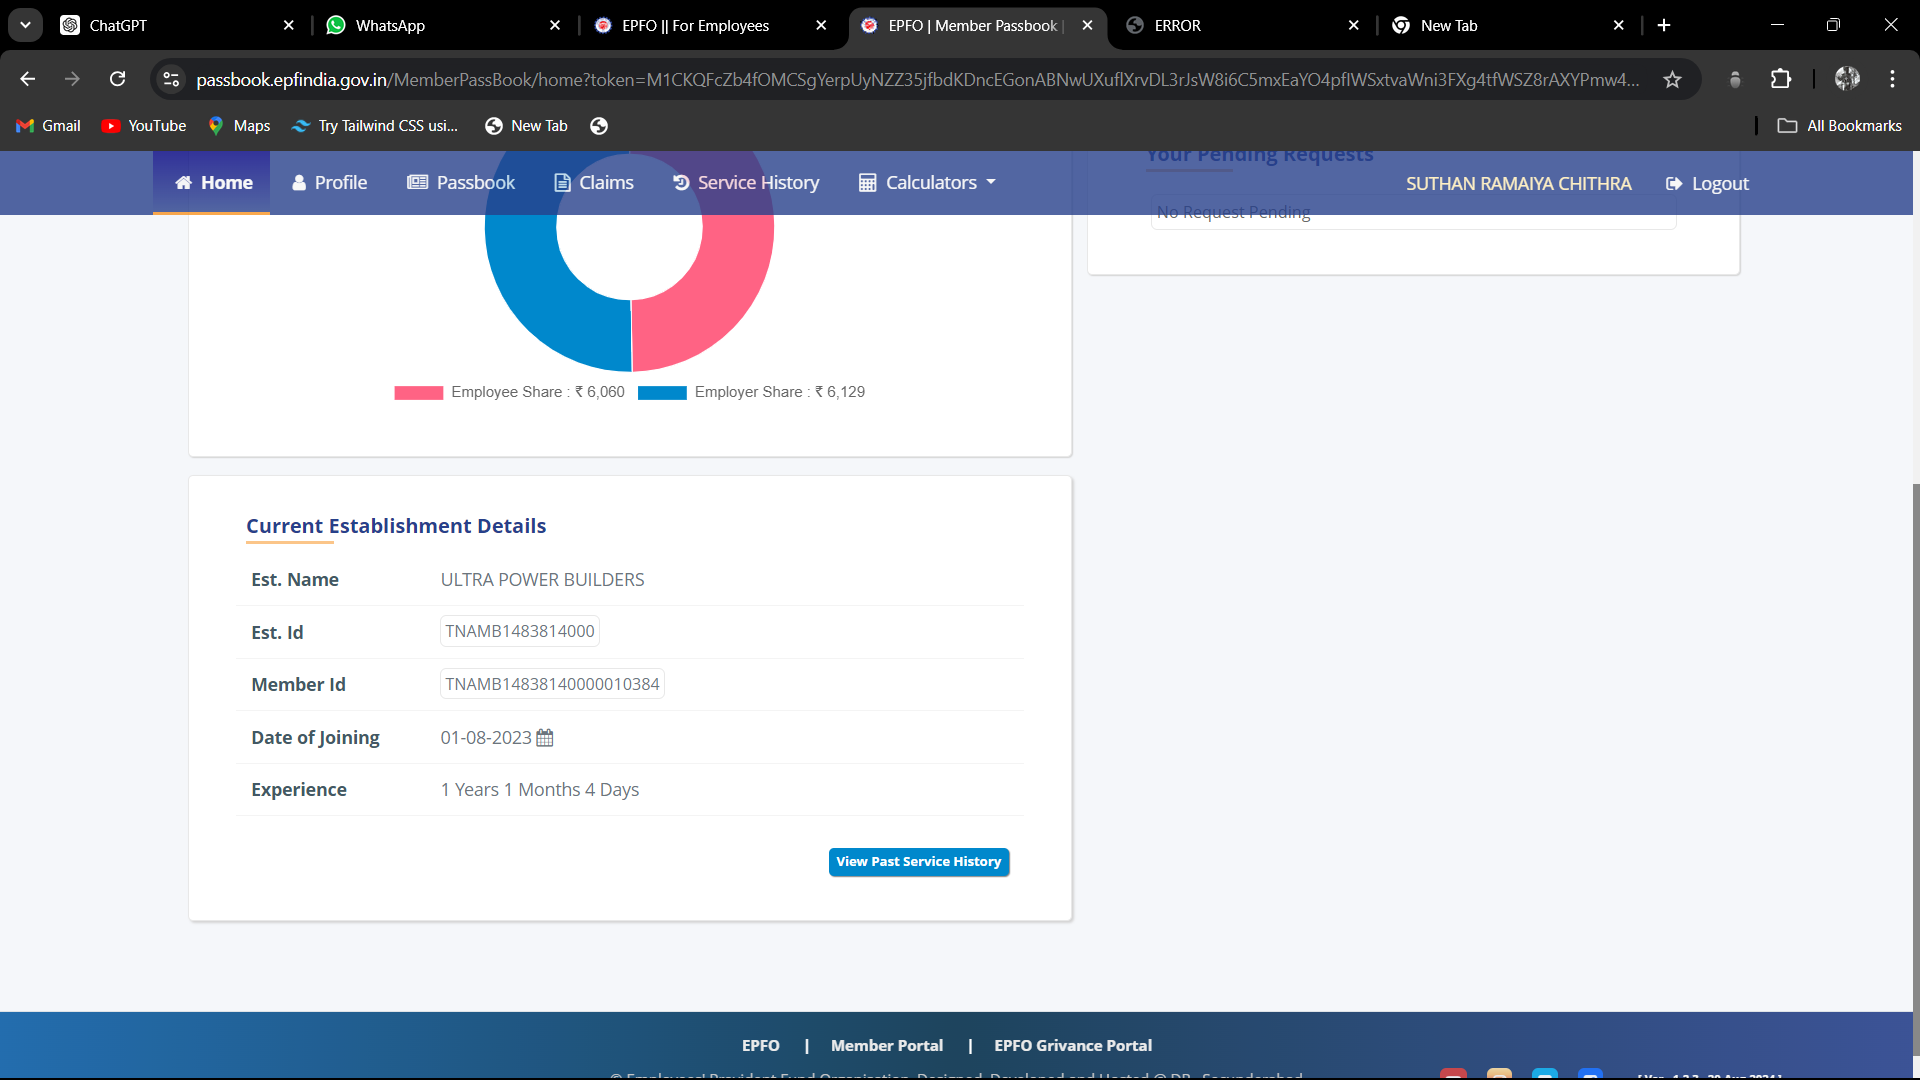 ChatGPT
WhatsApp
EPFO || For Employees
EPFO | Member Passbook |
ERROR
New Tab
passbook.epfindia.gov.in/MemberPassBook/home?token=
Gmail
YouTube
Maps
Try Tailwind CSS usi...
New Tab
All Bookmarks
Home
Profile
Passbook
Claims
Service History
Calculators
SUTHAN RAMAIYA CHITHRA
Logout
Your Pending Requests
No Request Pending
Employee Share : ₹ 6,060
Employer Share : ₹ 6,129
Current Establishment Details
Est. Name ULTRA POWER BUILDERS
Est. Id TNAMB1483814000
Member Id TNAMB14838140000010384
Date of Joining 01-08-2023
Experience 1 Years 1 Months 4 Days
View Past Service History
EPFO | Member Portal | EPFO Grivance Portal